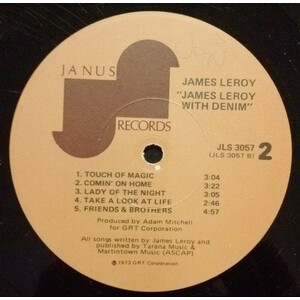 JANUS
RECORDS
JAMES LEROY
"JAMES LEROY
WITH DENIM"
JLS 3057
(JLS 3057 B)
2
1. TOUCH OF MAGIC 3:04
2. COMIN' ON HOME 3:22
3. LADY OF THE NIGHT 3:05
4. TAKE A LOOK AT LIFE 2:46
5. FRIENDS & BROTHERS 4:57
Produced by Adam Mitchell
for GRT Corporation
All songs written by James Leroy and
published by Tarana Music &
Martintown Music (ASCAP)
℗ 1973 GRT Corporation